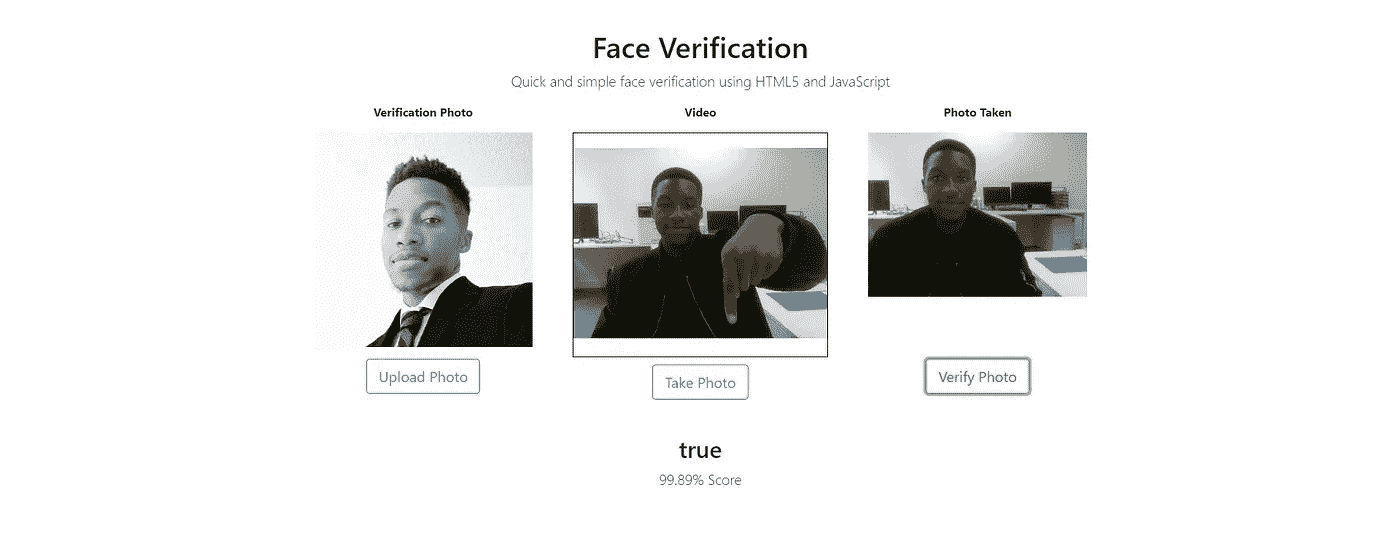 Face Verification
Quick and simple face verification using HTML5 and JavaScript
Verification Photo
Video
Photo Taken
Upload Photo
Take Photo
Verify Photo
true
99.89% Score